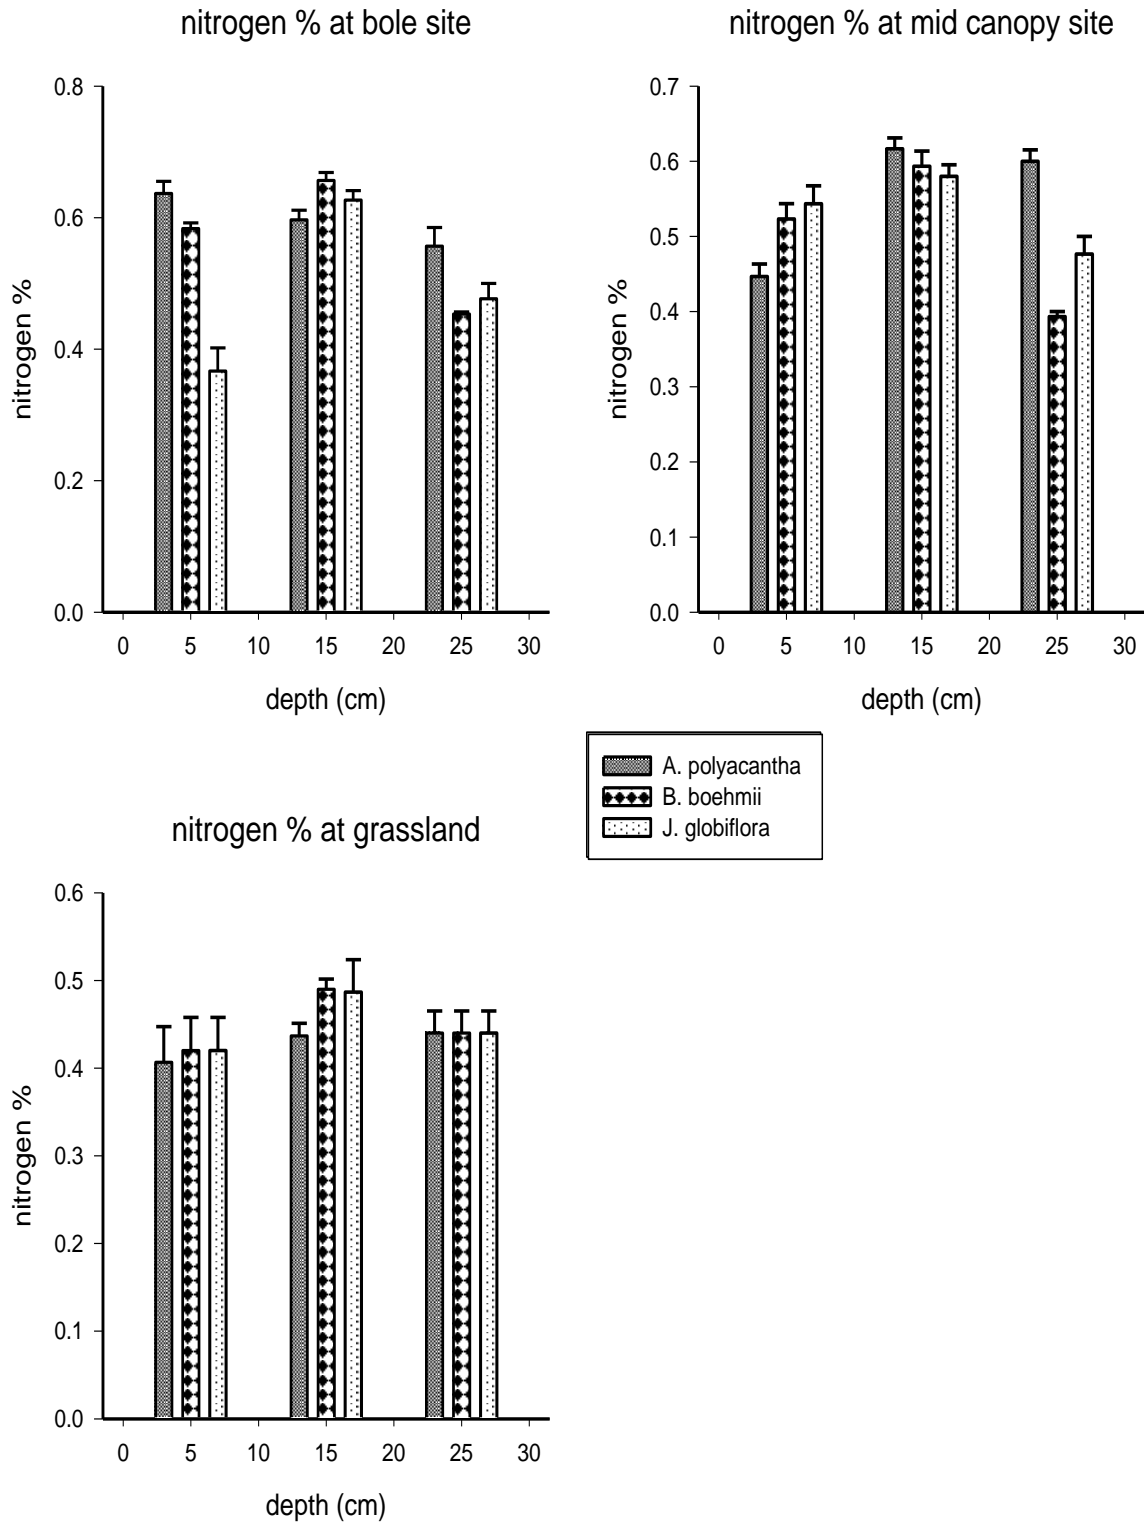 nitrogen % at bole site
0.8
0.6
0.4
0.2
0.0
nitrogen %
0 5 10 15 20 25 30
depth (cm)
nitrogen % at mid canopy site
0.7
0.6
0.5
0.4
0.3
0.2
0.1
0.0
nitrogen %
0 5 10 15 20 25 30
depth (cm)
A. polyacantha
B. boehmii
J. globiflora
nitrogen % at grassland
0.6
0.5
0.4
0.3
0.2
0.1
0.0
nitrogen %
0 5 10 15 20 25 30
depth (cm)